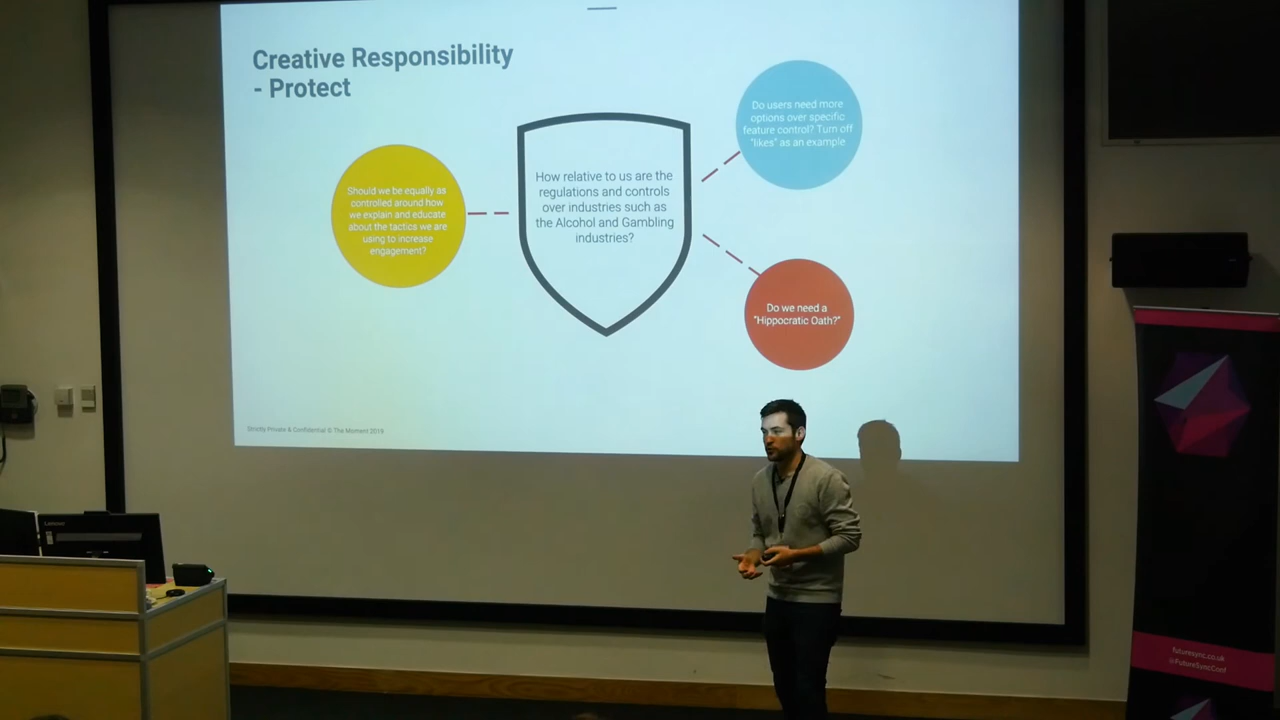 Creative Responsibility
- Protect
Should we be equally as
controlled around how
we explain and educate
about the tactics we are
using to increase
engagement?
How relative to us are the
regulations and controls
over industries such as
the Alcohol and Gambling
industries?
Do users need more
options over specific
feature control? Turn off
"likes" as an example
Do we need a
"Hippocratic Oath?"
Strictly Private & Confidential © The Moment 2019
Lenovo
futuresync.co.uk
@FutureSyncConf